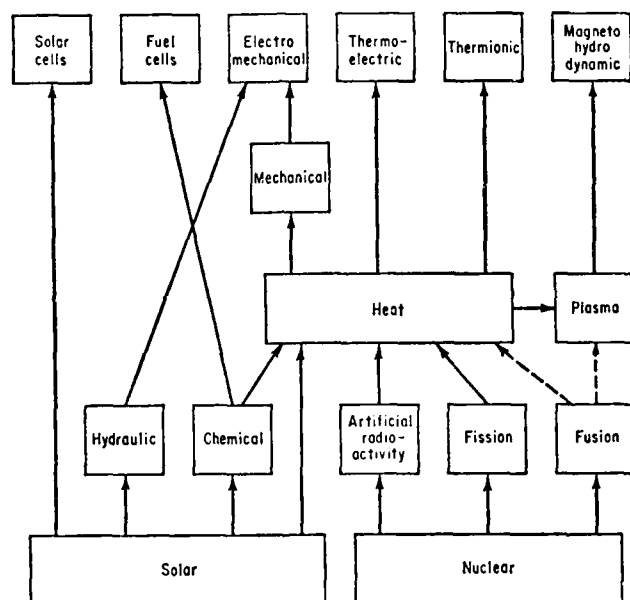 Solar
cells
Fuel
cells
Electro
mechanical
Thermo-
electric
Thermionic
Magneto
hydro
dynamic
Mechanical
Heat
Plasma
Hydraulic
Chemical
Artificial
radio-
activity
Fission
Fusion
Solar
Nuclear